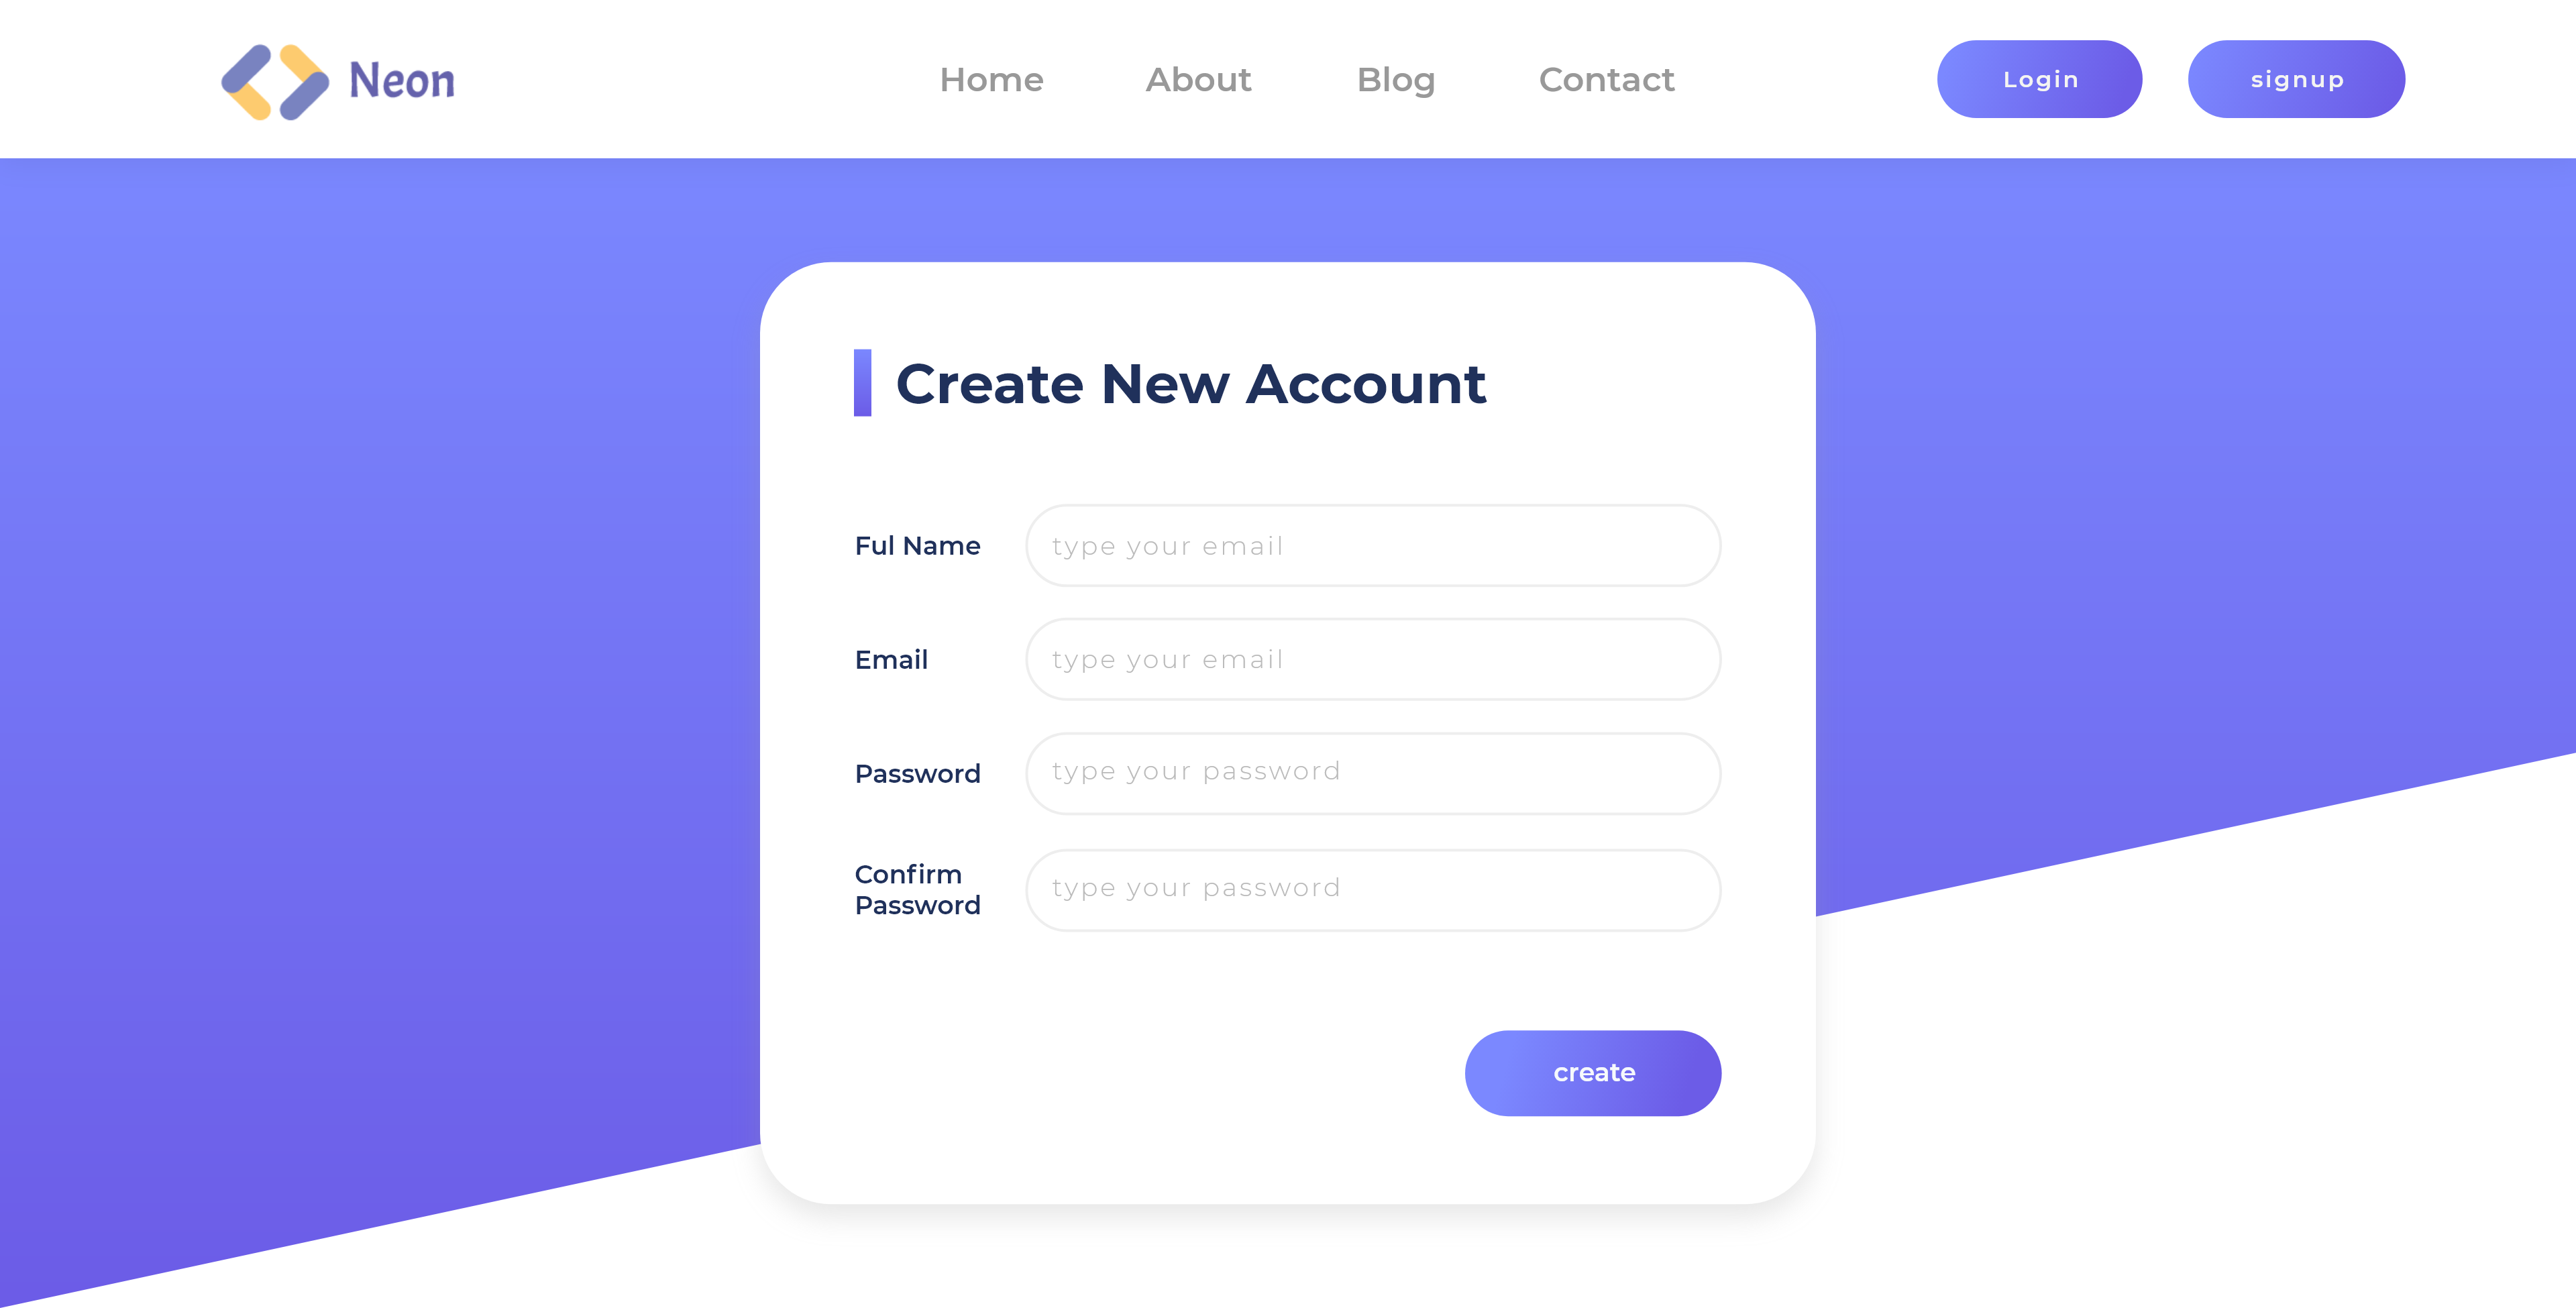 Neon
Home About Blog Contact
Login signup
Create New Account
Ful Name type your email
Email type your email
Password type your password
Confirm
Password
type your password
create